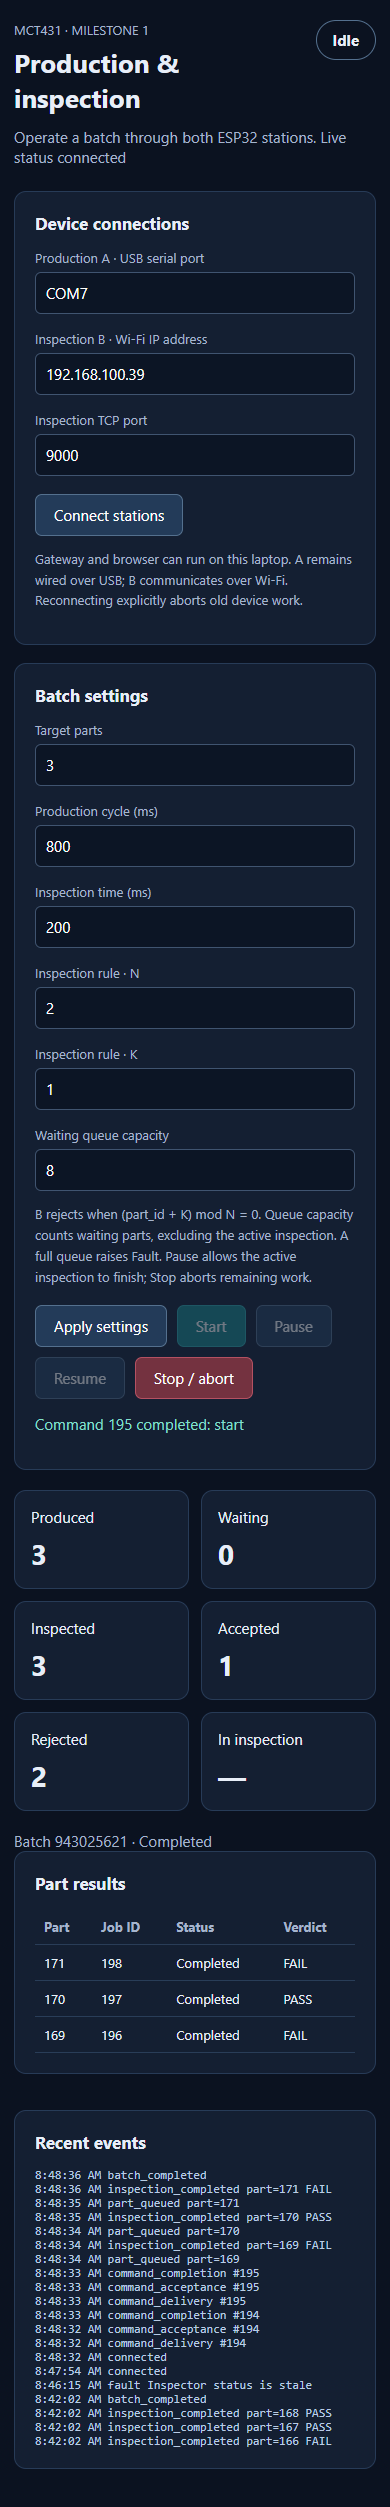 MCT431 · MILESTONE 1
Idle
Production &
inspection
Operate a batch through both ESP32 stations. Live
status connected
Device connections
Production A · USB serial port
COM7
Inspection B · Wi-Fi IP address
192.168.100.39
Inspection TCP port
9000
Connect stations
Gateway and browser can run on this laptop. A remains
wired over USB; B communicates over Wi-Fi.
Reconnecting explicitly aborts old device work.
Batch settings
Target parts
3
Production cycle (ms)
800
Inspection time (ms)
200
Inspection rule · N
2
Inspection rule · K
1
Waiting queue capacity
8
B rejects when (part_id + K) mod N = 0. Queue capacity
counts waiting parts, excluding the active inspection. A
full queue raises Fault. Pause allows the active
inspection to finish; Stop aborts remaining work.
Apply settings Start Pause
Resume Stop / abort
Command 195 completed: start
Produced Waiting
3 0
Inspected Accepted
3 1
Rejected In inspection
2 —
Batch 943025621 · Completed
Part results
Part Job ID Status Verdict
171 198 Completed FAIL
170 197 Completed PASS
169 196 Completed FAIL
Recent events
8:48:36 AM batch_completed
8:48:36 AM inspection_completed part=171 FAIL
8:48:35 AM part_queued part=171
8:48:35 AM inspection_completed part=170 PASS
8:48:34 AM part_queued part=170
8:48:34 AM inspection_completed part=169 FAIL
8:48:34 AM part_queued part=169
8:48:33 AM command_completion #195
8:48:33 AM command_acceptance #195
8:48:33 AM command_delivery #195
8:48:33 AM command_completion #194
8:48:32 AM command_acceptance #194
8:48:32 AM command_delivery #194
8:48:32 AM connected
8:47:54 AM connected
8:46:15 AM fault Inspector status is stale
8:42:02 AM batch_completed
8:42:02 AM inspection_completed part=168 PASS
8:42:02 AM inspection_completed part=167 PASS
8:42:02 AM inspection_completed part=166 FAIL